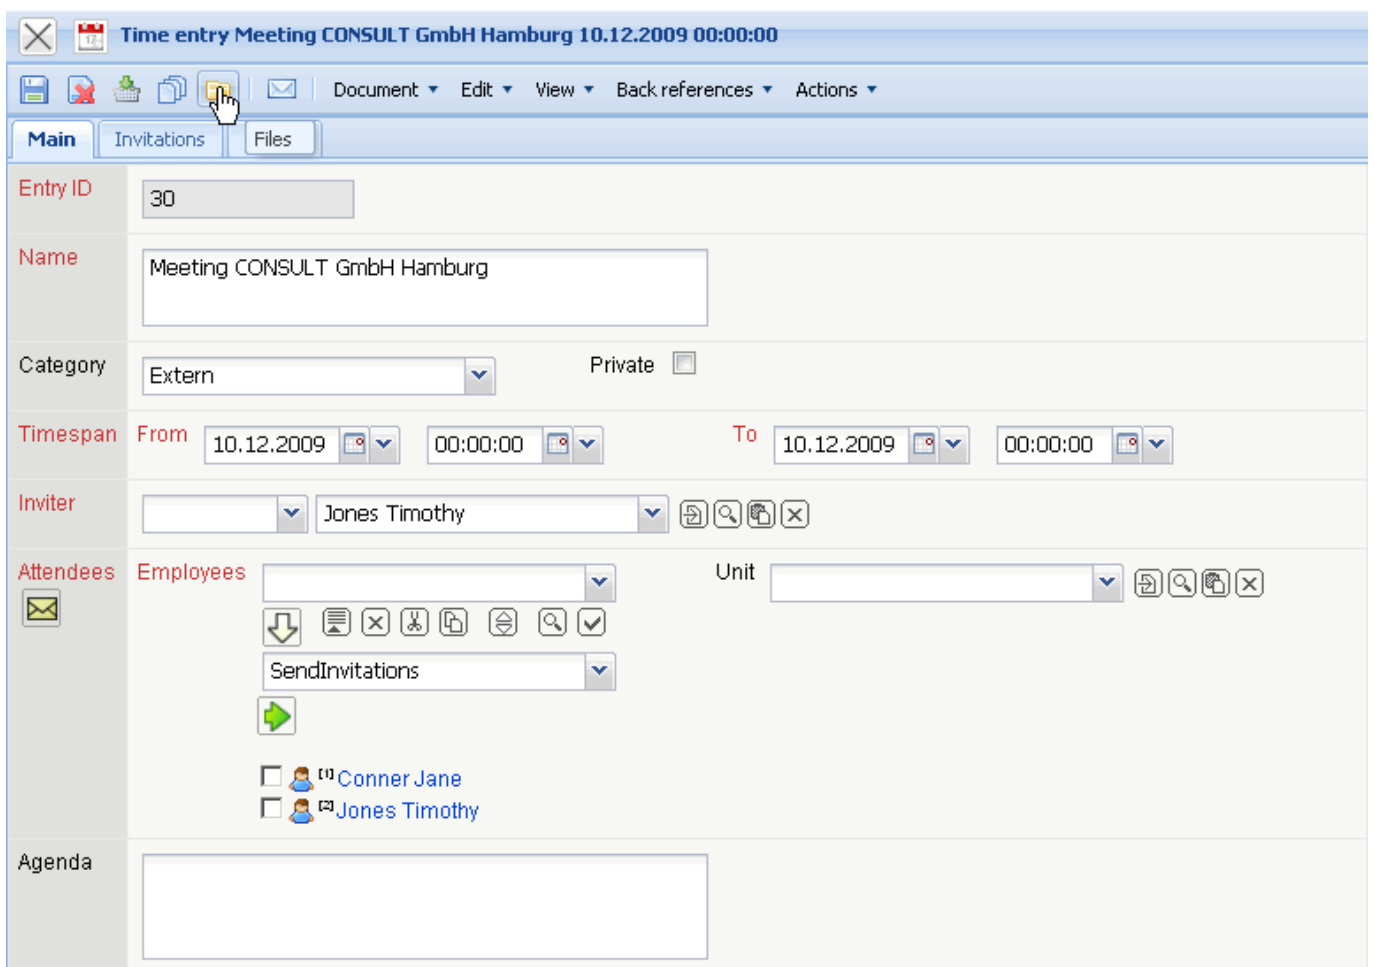 Time entry Meeting CONSULT GmbH Hamburg 10.12.2009 00:00:00
Document Edit View Back references Actions
Main Invitations Files
Entry ID 30
Name Meeting CONSULT GmbH Hamburg
Category Extern Private
Timespan From 10.12.2009 00:00:00 To 10.12.2009 00:00:00
Inviter Jones Timothy
Attendees Employees Unit
SendInvitations
[1] Conner Jane
[2] Jones Timothy
Agenda